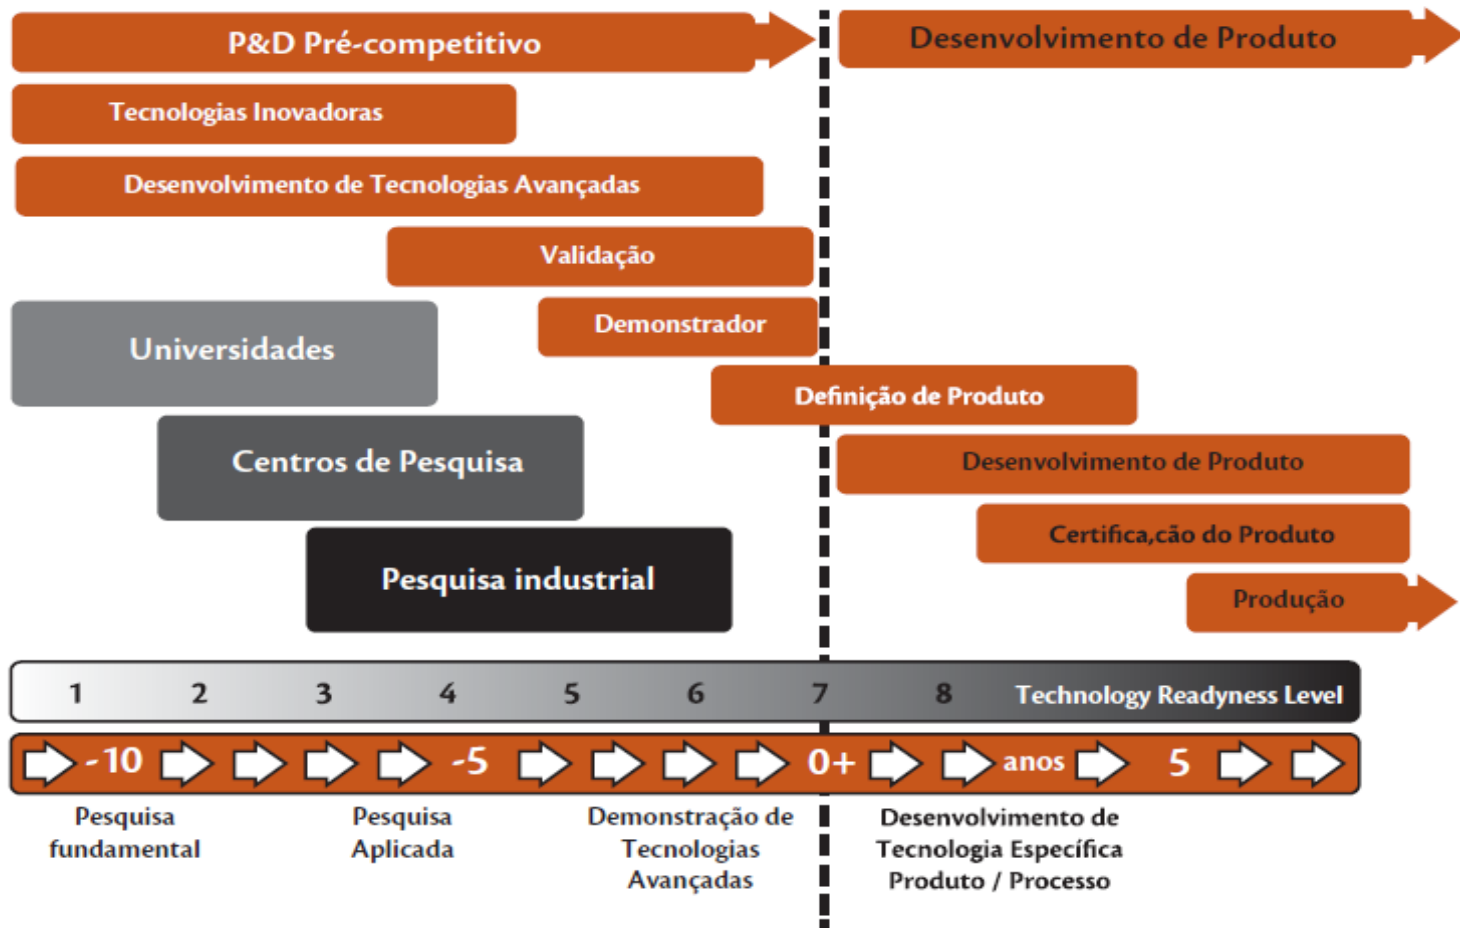 P&D Pré-competitivo
Desenvolvimento de Produto
Tecnologias Inovadoras
Desenvolvimento de Tecnologias Avançadas
Validação
Universidades
Demonstrador
Definição de Produto
Centros de Pesquisa
Desenvolvimento de Produto
Certifica,cão do Produto
Pesquisa industrial
Produção
1 2 3 4 5 6 7 8 Technology Readyness Level
-10 -5 0+ anos 5
Pesquisa
fundamental
Pesquisa
Aplicada
Demonstração de
Tecnologias
Avançadas
Desenvolvimento de
Tecnologia Específica
Produto / Processo